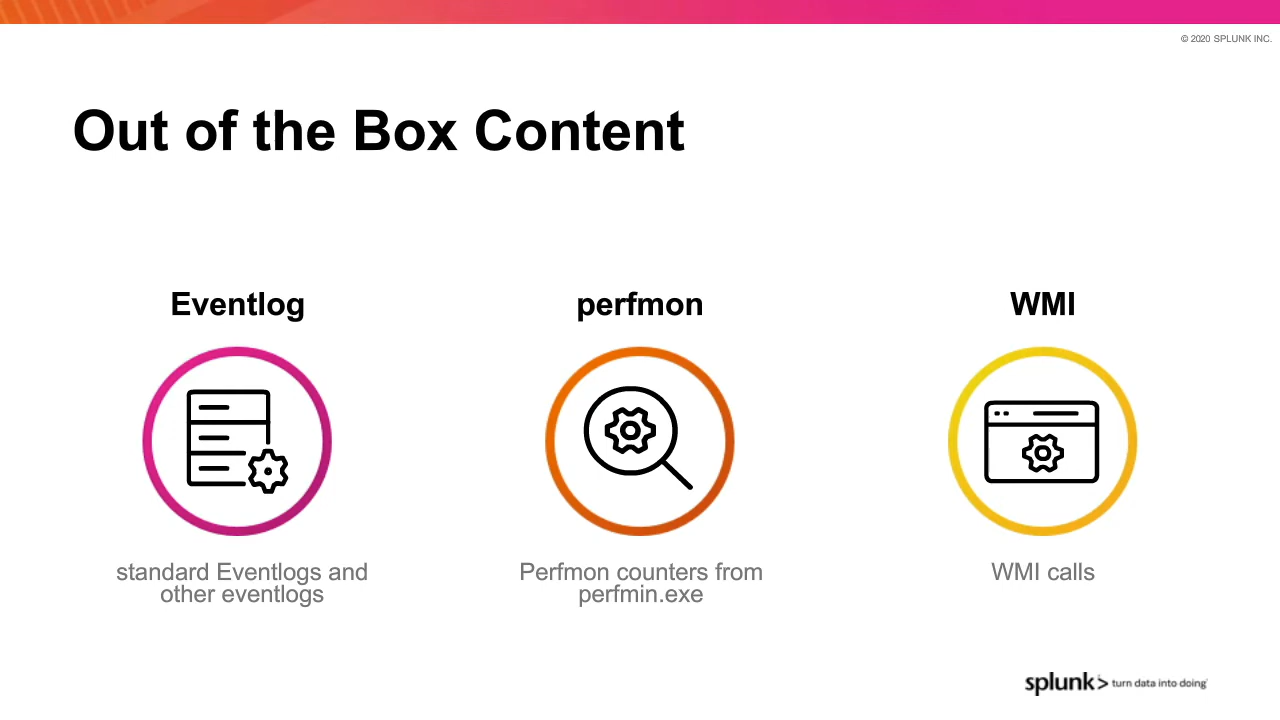 © 2020 SPLUNK INC.
Out of the Box Content
Eventlog
perfmon
WMI
standard Eventlogs and
other eventlogs
Perfmon counters from
perfmin.exe
WMI calls
splunk> turn data into doing